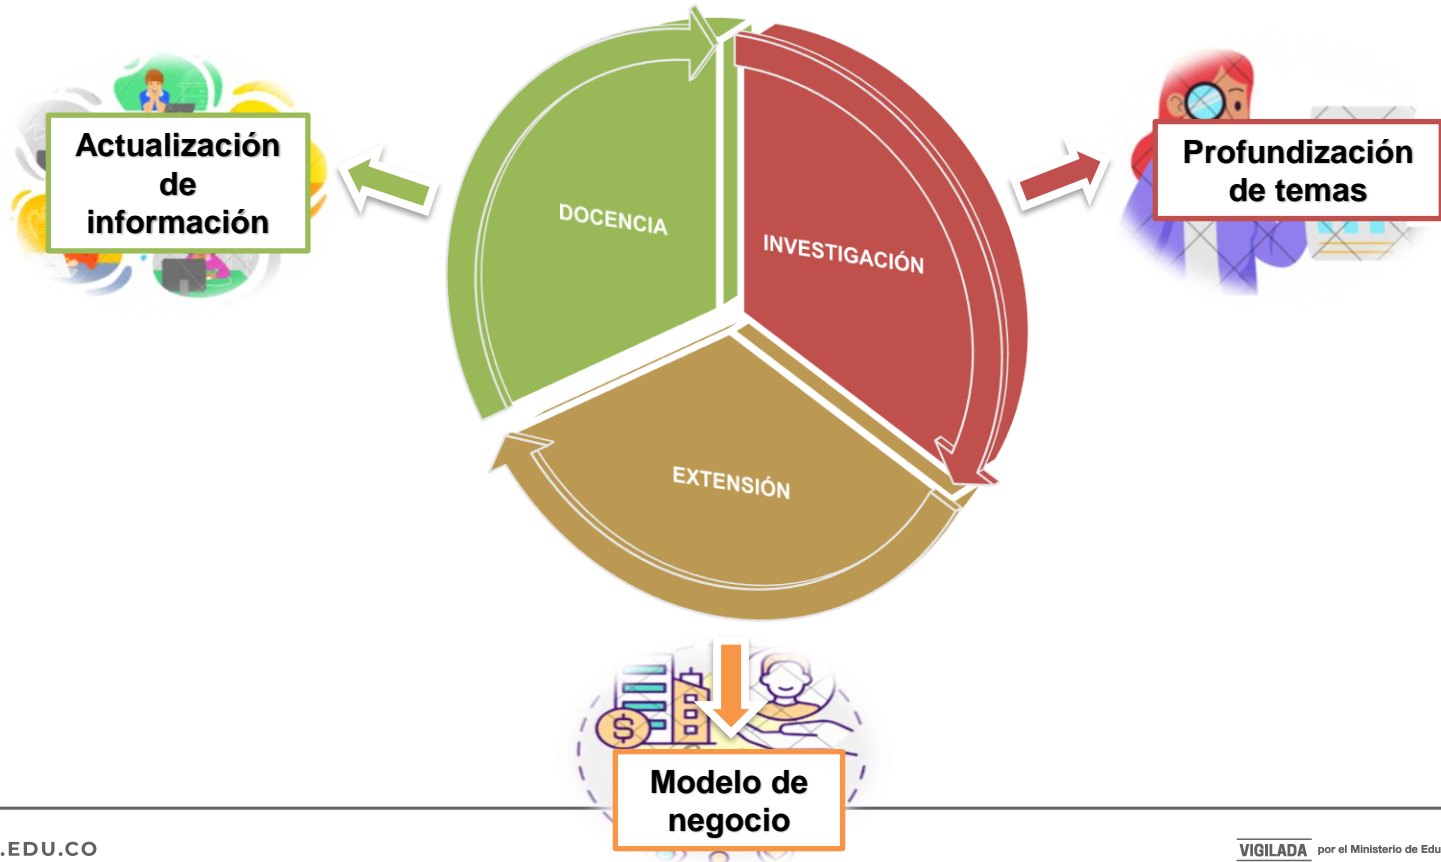 Actualización
de
información
DOCENCIA
INVESTIGACIÓN
Profundización
de temas
EXTENSIÓN
Modelo de
negocio
.EDU.CO
VIGILADA por el Ministerio de Edu